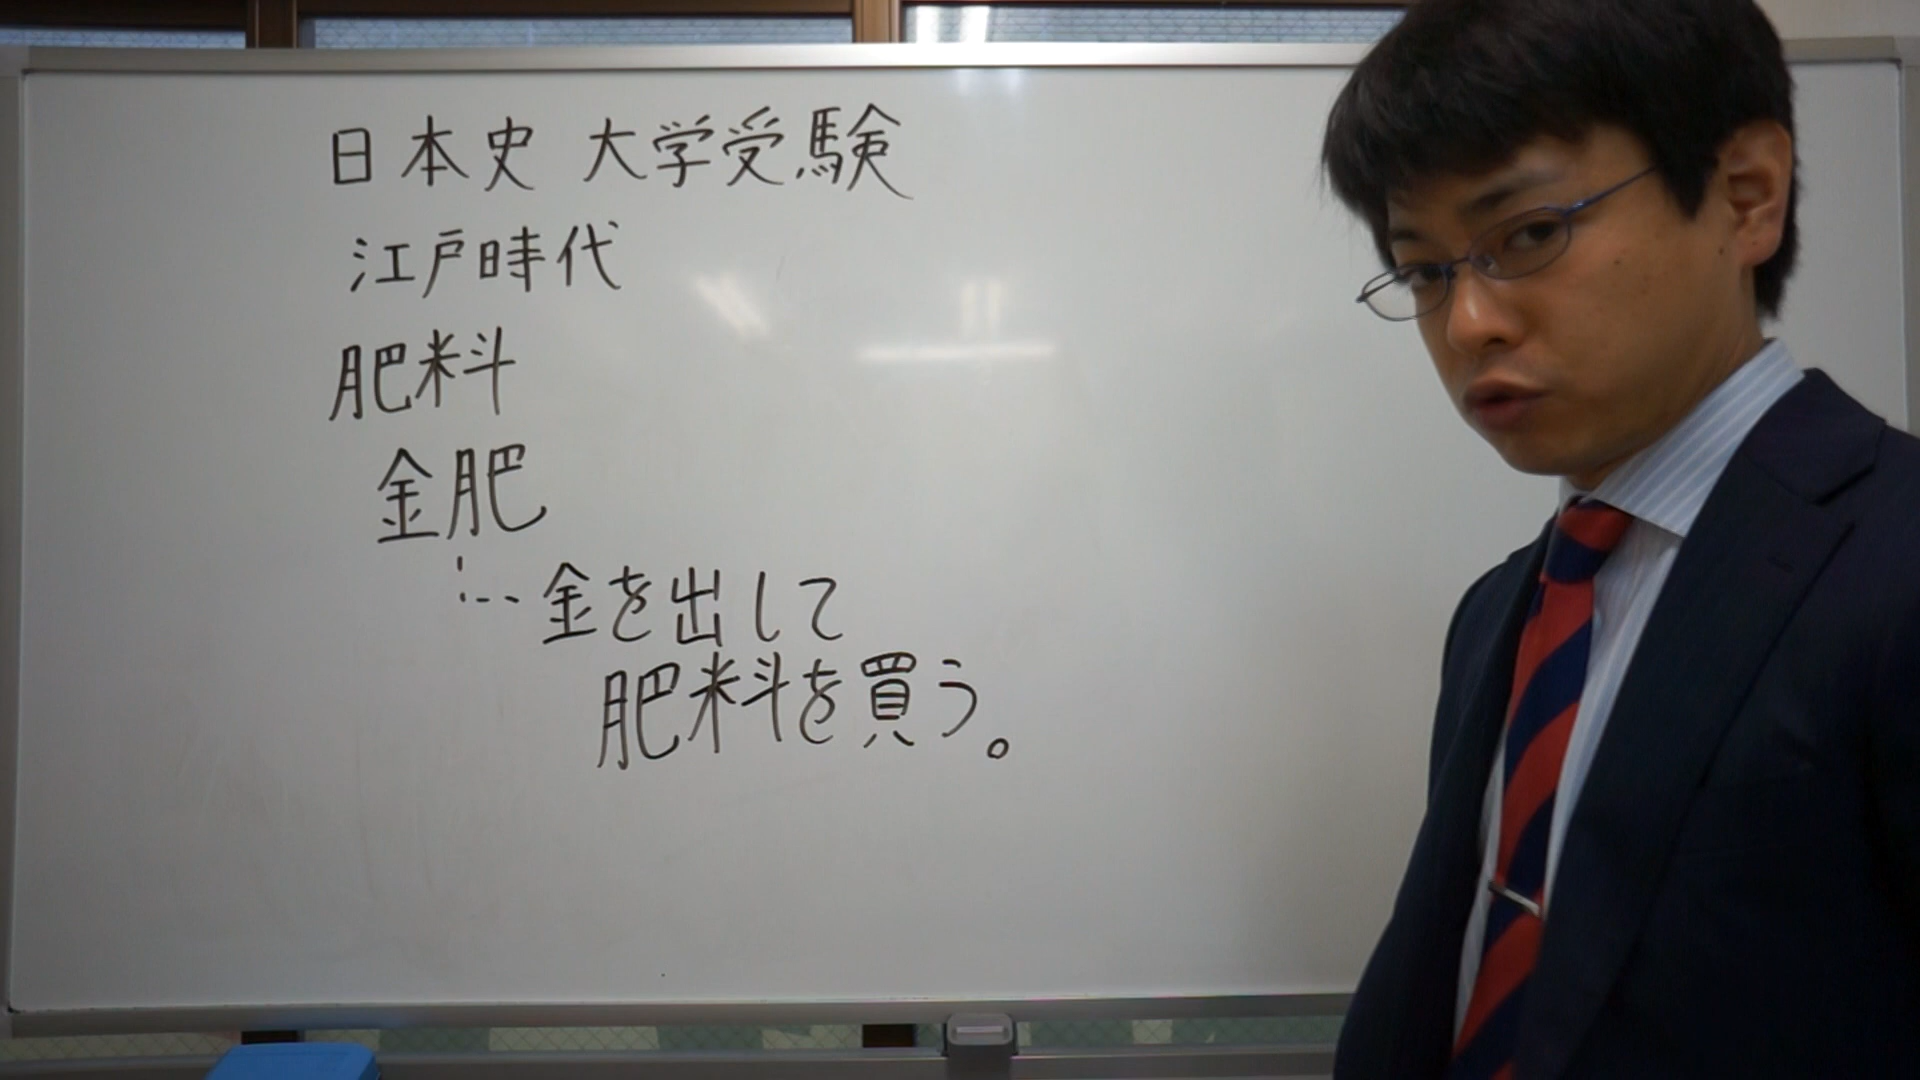 日本史 大学受験
江戸時代
肥料
金肥
…金を出して
肥料を買う。